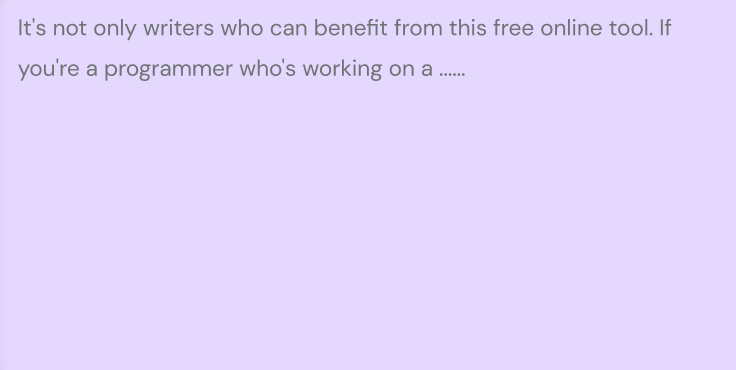 It's not only writers who can benefit from this free online tool. If
you're a programmer who's working on a ......